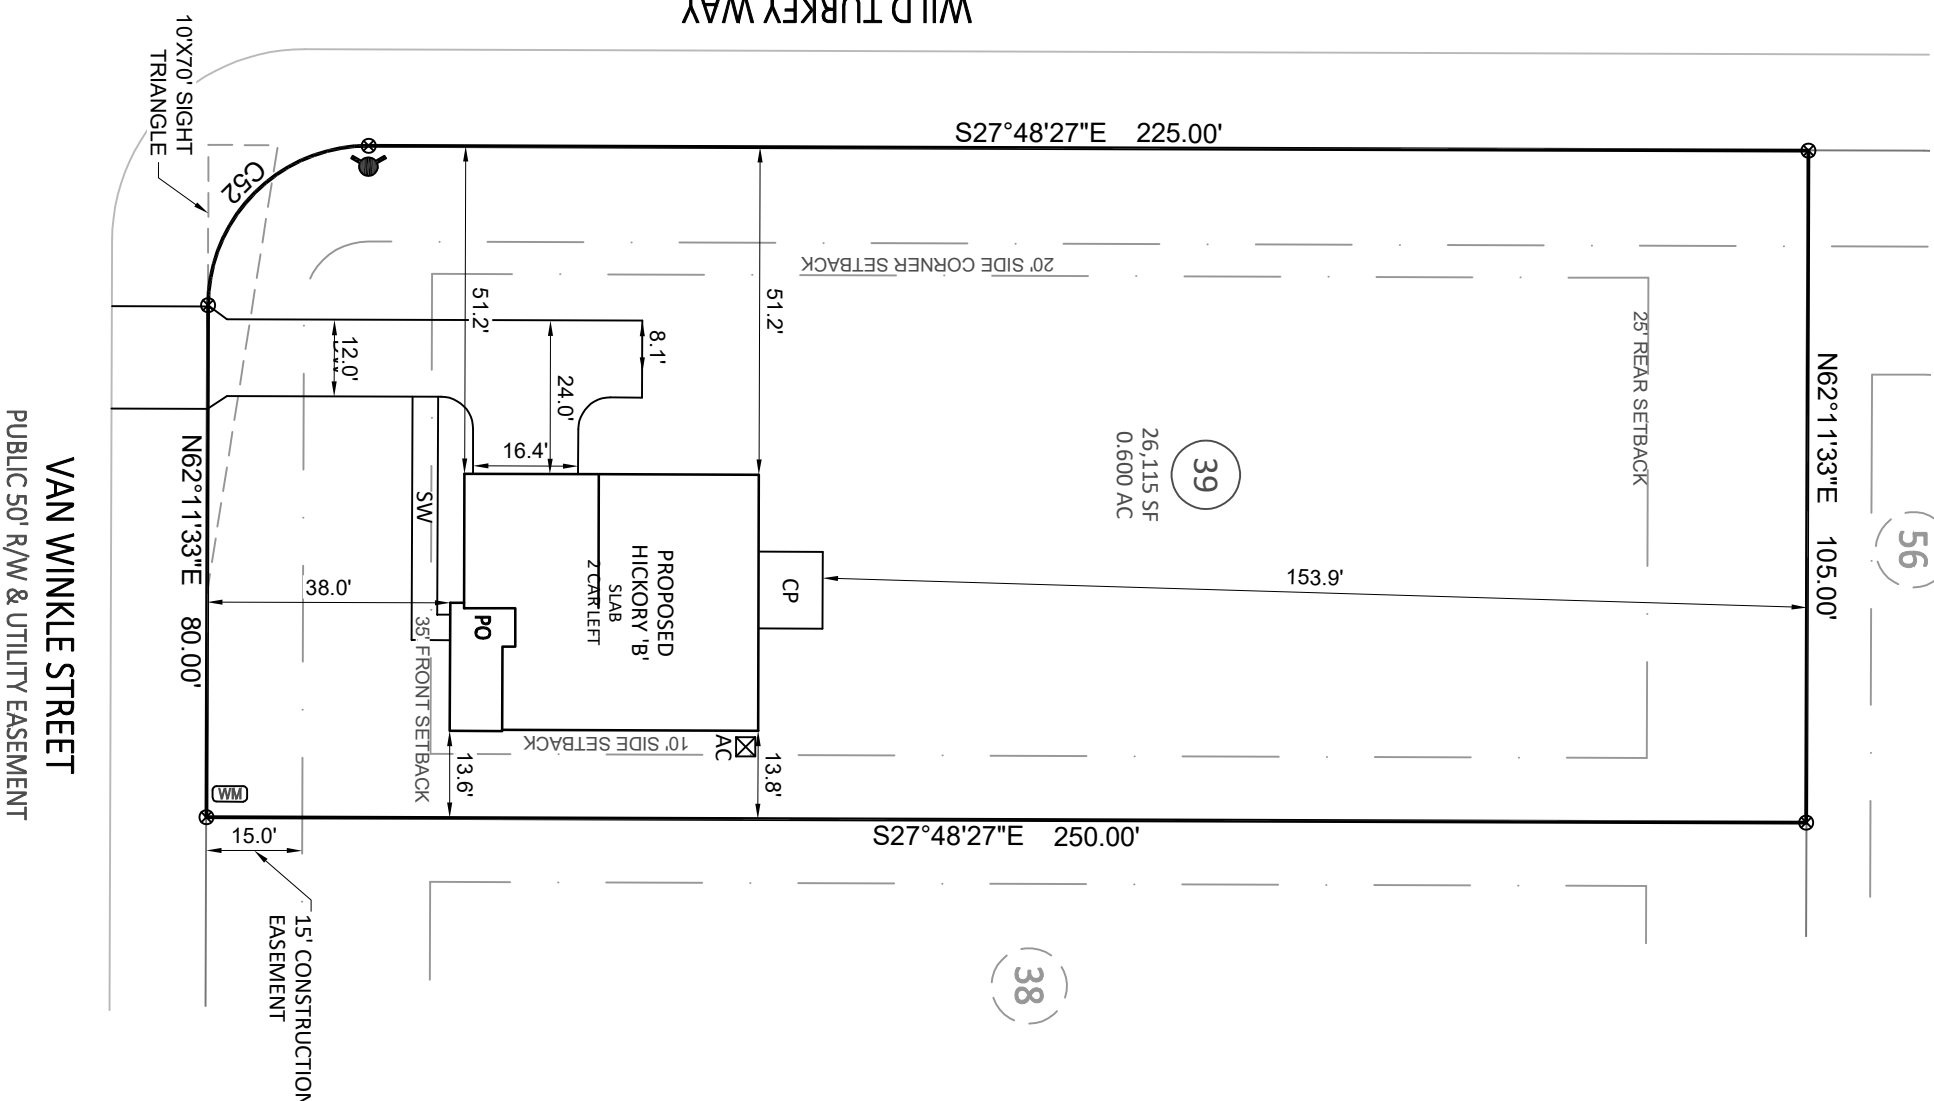 WILD TURKEY WAY
10'X70' SIGHT
TRIANGLE
C52
S27°48'27"E 225.00'
20' SIDE CORNER SETBACK
25' REAR SETBACK
N62°11'33"E 105.00'
56
51.2'
51.2'
8.1'
12.0'
24.0'
16.4'
39
26,115 SF
0.600 AC
SW
PROPOSED
HICKORY 'B'
SLAB
2 CAR LEFT
CP
153.9'
38.0'
PO
35' FRONT SETBACK
10' SIDE SETBACK
AC
13.6'
13.8'
N62°11'33"E 80.00'
VAN WINKLE STREET
PUBLIC 50' R/W & UTILITY EASEMENT
WM
15.0'
S27°48'27"E 250.00'
15' CONSTRUCTION
EASEMENT
38